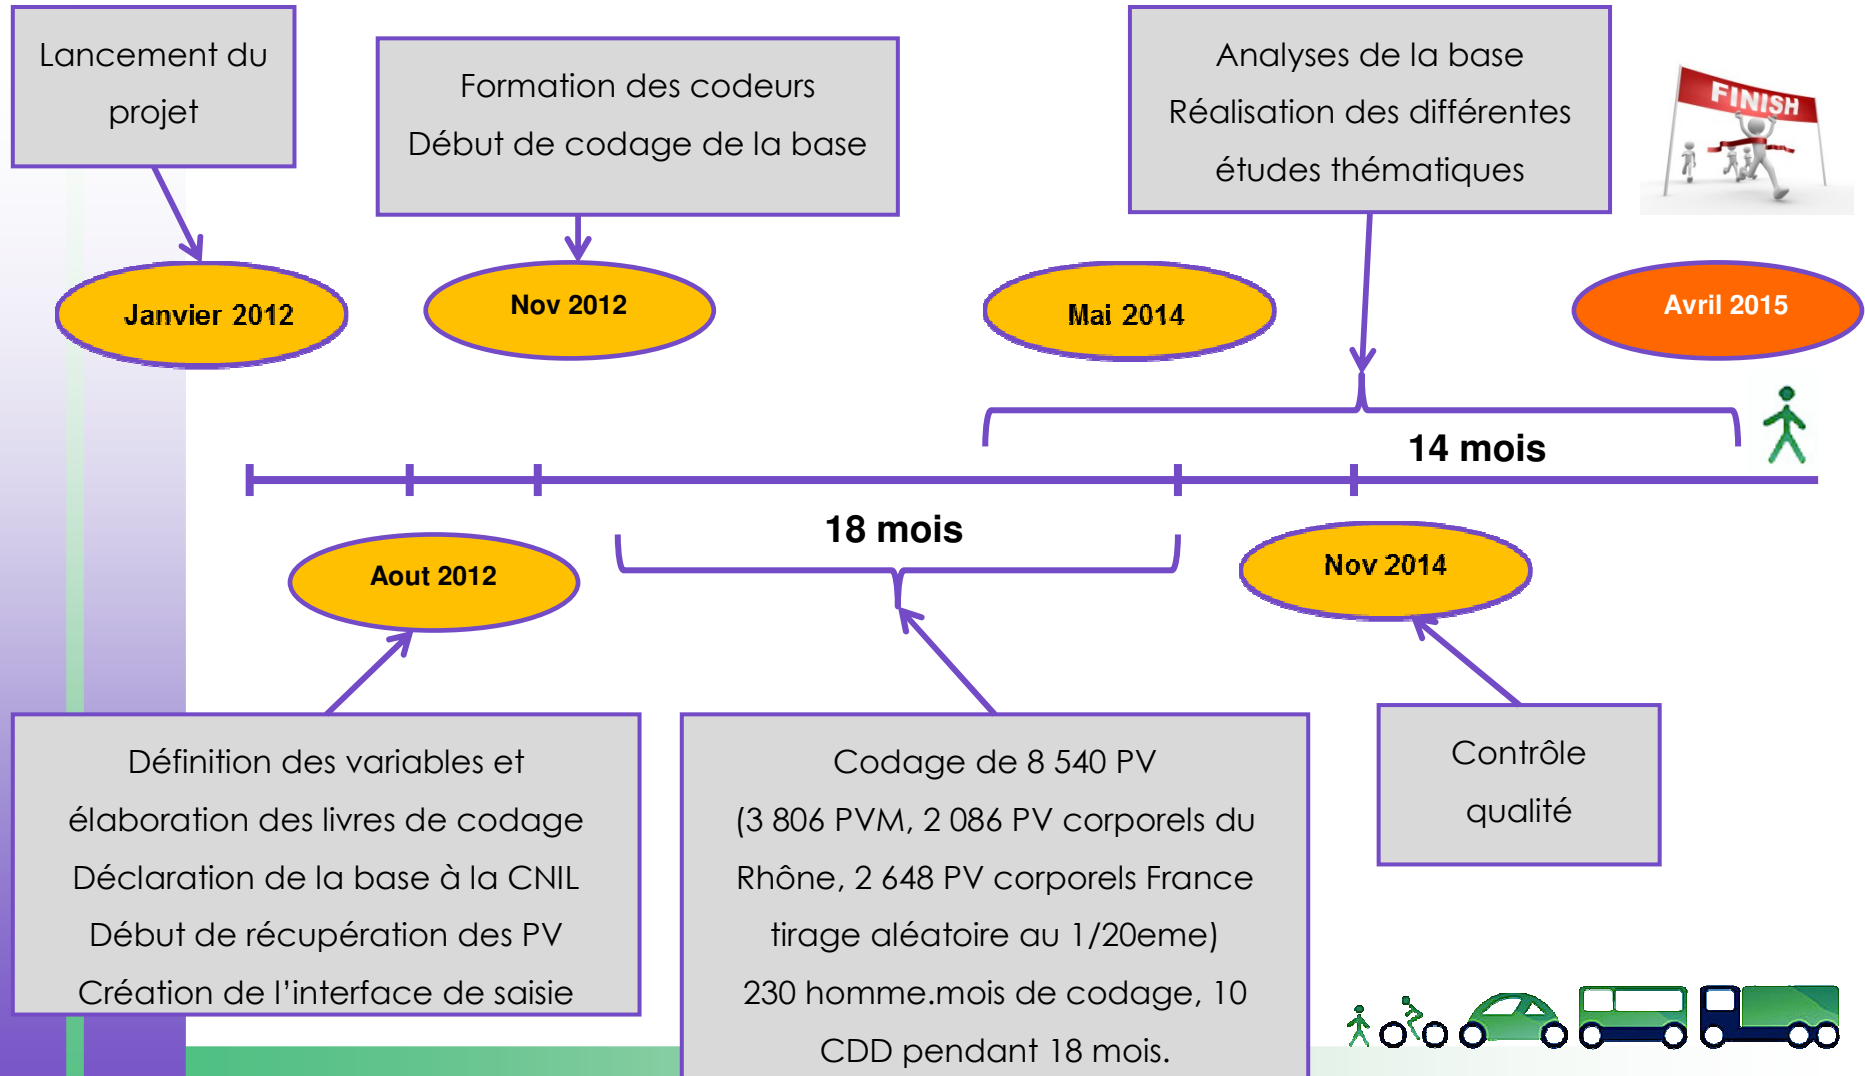 Lancement du
projet
Formation des codeurs
Début de codage de la base
Analyses de la base
Réalisation des différentes
études thématiques
FINISH
Janvier 2012
Nov 2012
Mai 2014
Avril 2015
14 mois
18 mois
Aout 2012
Nov 2014
Définition des variables et
élaboration des livres de codage
Déclaration de la base à la CNIL
Début de récupération des PV
Création de l'interface de saisie
Codage de 8 540 PV
(3 806 PVM, 2 086 PV corporels du
Rhône, 2 648 PV corporels France
tirage aléatoire au 1/20eme)
230 homme.mois de codage, 10
CDD pendant 18 mois.
Contrôle
qualité